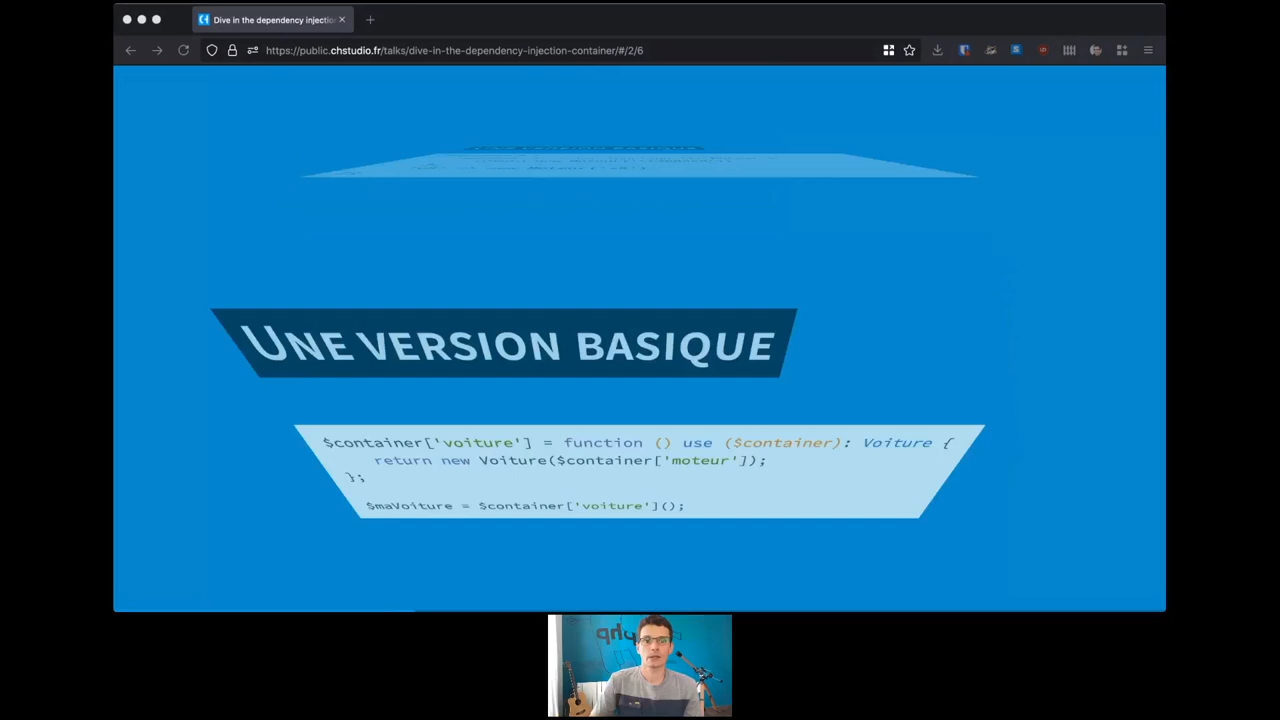 Dive in the dependency injectio
https://public.chstudio.fr/talks/dive-in-the-dependency-injection-container/#/2/6
UNE VERSION BASIQUE
$container['voiture'] = function () use ($container): Voiture {
return new Voiture($container['moteur']);
};
$maVoiture = $container['voiture']();
php